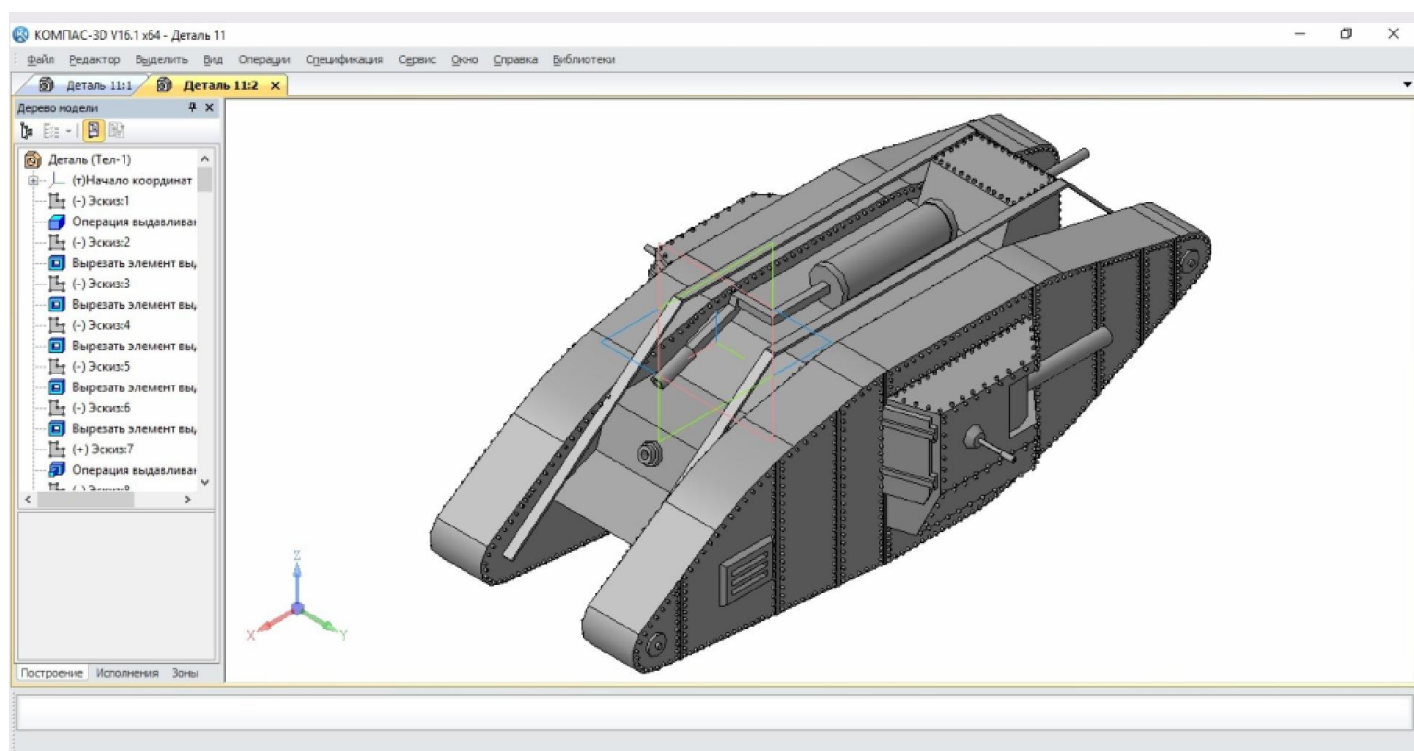 КОМПАС-3D V16.1 x64 - Деталь 11
Файл Редактор Выделить Вид Операции Спецификация Сервис Окно Справка Библиотеки
Деталь 11:1 Деталь 11:2
Дерево модели
Деталь (Тел-1)
(т)Начало координат
(-) Эскиз:1
Операция выдавливан
(-) Эскиз:2
Вырезать элемент вы,
(-) Эскиз:3
Вырезать элемент вы,
(-) Эскиз:4
Вырезать элемент вы,
(-) Эскиз:5
Вырезать элемент вы,
(-) Эскиз:6
Вырезать элемент вы,
(+) Эскиз:7
Операция выдавливан
Z
X Y
Построение Исполнения Зоны